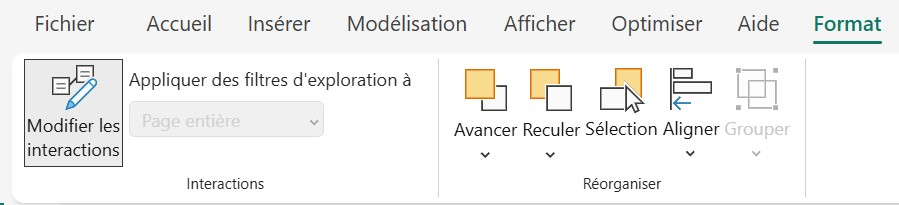 Fichier Accueil Insérer Modélisation Afficher Optimiser Aide Format
Appliquer des filtres d'exploration à
Page entière
Modifier les
interactions
Avancer Reculer Sélection Aligner Grouper
Interactions
Réorganiser